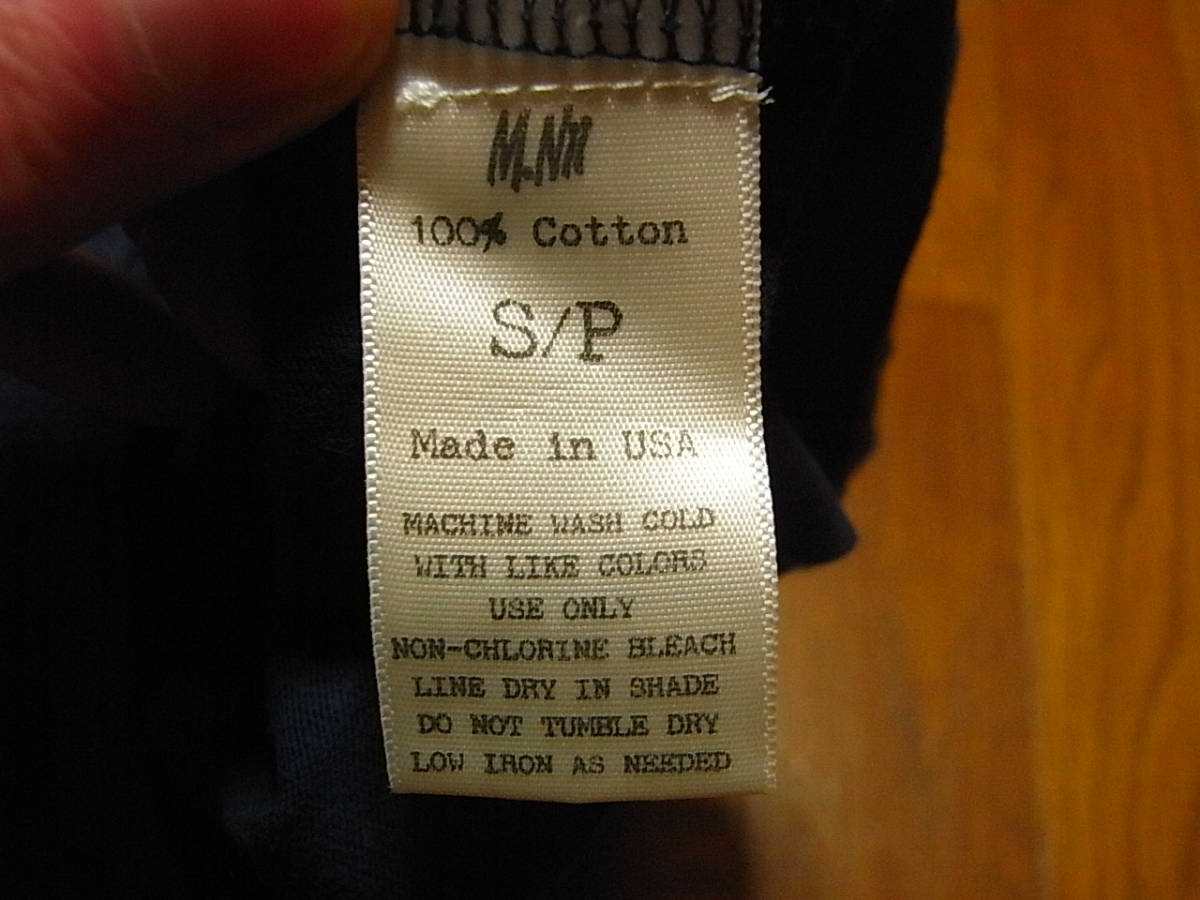 M.Nii
100% Cotton
S/P
Made in USA
MACHINE WASH COLD
WITH LIKE COLORS
USE ONLY
NON-CHLORINE BLEACH
LINE DRY IN SHADE
DO NOT TUMBLE DRY
LOW IRON AS NEEDED